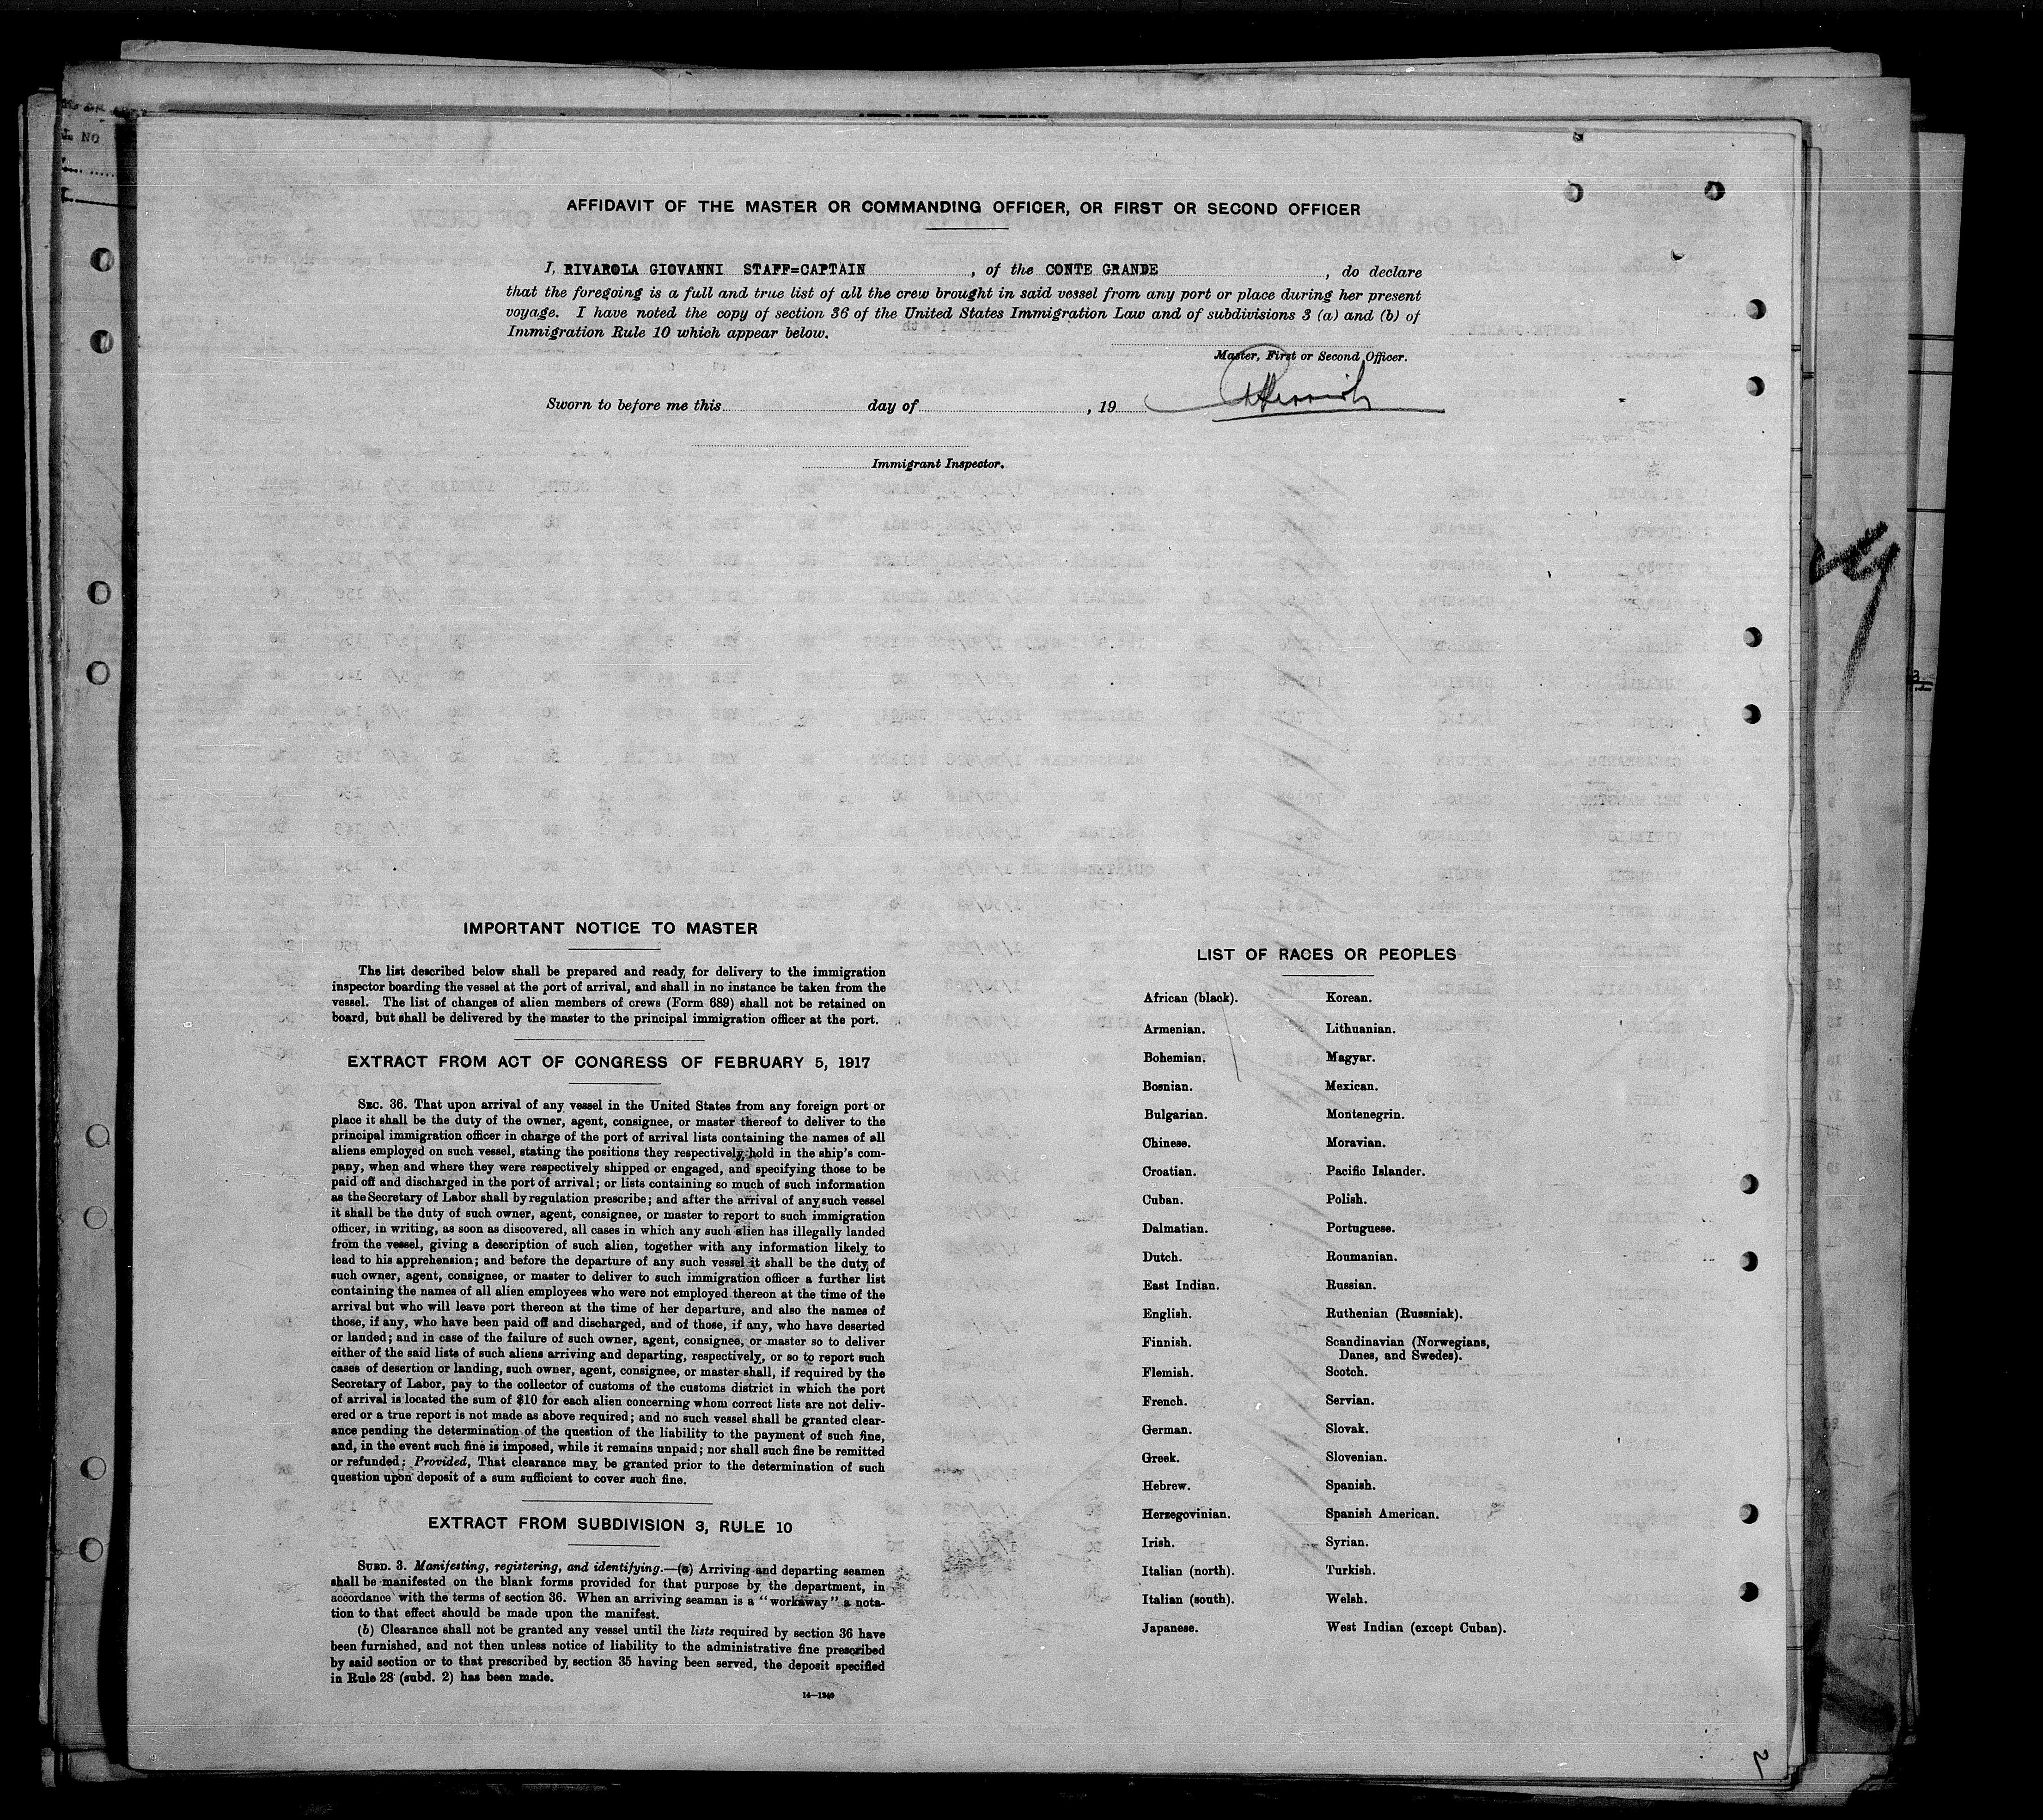 AFFIDAVIT OF THE MASTER OR COMMANDING OFFICER, OR FIRST OR SECOND OFFICER
I, RIVAROLA GIOVANNI STAFF=CAPTAIN, of the CONTE GRANDE, do declare
that the foregoing is a full and true list of all the crew brought in said vessel from any port or place during her present
voyage. I have noted the copy of section 36 of the United States Immigration Law and of subdivisions 3 (a) and (b) of
Immigration Rule 10 which appear below.
Master, First or Second Officer.
Sworn to before me this day of , 19
Immigrant Inspector.
IMPORTANT NOTICE TO MASTER
The list described below shall be prepared and ready for delivery to the immigration
inspector boarding the vessel at the port of arrival, and shall in no instance be taken from the
vessel. The list of changes of alien members of crews (Form 689) shall not be retained on
board, but shall be delivered by the master to the principal immigration officer at the port.
EXTRACT FROM ACT OF CONGRESS OF FEBRUARY 5, 1917
SEC. 36. That upon arrival of any vessel in the United States from any foreign port or
place it shall be the duty of the owner, agent, consignee, or master thereof to deliver to the
principal immigration officer in charge of the port of arrival lists containing the names of all
aliens employed on such vessel, stating the positions they respectively hold in the ship's com-
pany, when and where they were respectively shipped or engaged, and specifying those to be
paid off and discharged in the port of arrival; or lists containing so much of such information
as the Secretary of Labor shall by regulation prescribe; and after the arrival of any such vessel
it shall be the duty of such owner, agent, consignee, or master to report to such immigration
officer, in writing, as soon as discovered, all cases in which any such alien has illegally landed
from the vessel, giving a description of such alien, together with any information likely to
lead to his apprehension; and before the departure of any such vessel it shall be the duty of
such owner, agent, consignee, or master to deliver to such immigration officer a further list
containing the names of all alien employees who were not employed thereon at the time of the
arrival but who will leave port thereon at the time of her departure, and also the names of
those, if any, who have been paid off and discharged, and of those, if any, who have deserted
or landed; and in case of the failure of such owner, agent, consignee, or master so to deliver
either of the said lists of such aliens arriving and departing, respectively, or so to report such
cases of desertion or landing, such owner, agent, consignee, or master shall, if required by the
Secretary of Labor, pay to the collector of customs of the customs district in which the port
of arrival is located the sum of $10 for each alien concerning whom correct lists are not deliv-
ered or a true report is not made as above required; and no such vessel shall be granted clear-
ance pending the determination of the question of the liability to the payment of such fine,
and, in the event such fine is imposed, while it remains unpaid; nor shall such fine be remitted
or refunded: Provided, That clearance may be granted prior to the determination of such
question upon deposit of a sum sufficient to cover such fine.
EXTRACT FROM SUBDIVISION 3, RULE 10
SUBD. 3. Manifesting, registering, and identifying.—(a) Arriving and departing seamen
shall be manifested on the blank forms provided for that purpose by the department, in
accordance with the terms of section 36. When an arriving seaman is a "workaway" a nota-
tion to that effect should be made upon the manifest.
(b) Clearance shall not be granted any vessel until the lists required by section 36 have
been furnished, and not then unless notice of liability to the administrative fine prescribed
by said section or to that prescribed by section 35 having been served, the deposit specified
in Rule 28 (subd. 2) has been made.
14—1240
LIST OF RACES OR PEOPLES
African (black). Korean.
Armenian. Lithuanian.
Bohemian. Magyar.
Bosnian. Mexican.
Bulgarian. Montenegrin.
Chinese. Moravian.
Croatian. Pacific Islander.
Cuban. Polish.
Dalmatian. Portuguese.
Dutch. Roumanian.
East Indian. Russian.
English. Ruthenian (Russniak).
Finnish. Scandinavian (Norwegians,
Danes, and Swedes).
Flemish. Scotch.
French. Servian.
German. Slovak.
Greek. Slovenian.
Hebrew. Spanish.
Herzegovinian. Spanish American.
Irish. Syrian.
Italian (north). Turkish.
Italian (south). Welsh.
Japanese. West Indian (except Cuban).
2